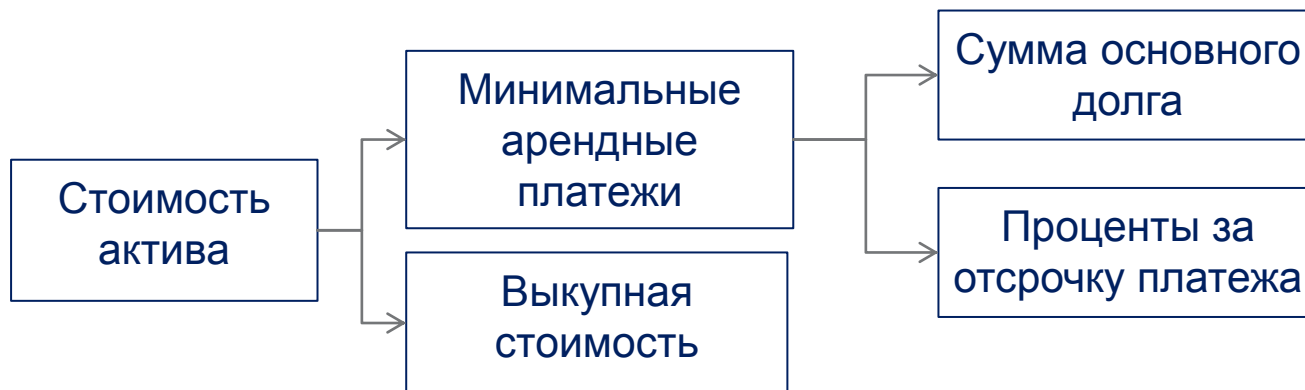 Стоимость
актива
Минимальные
арендные
платежи
Выкупная
стоимость
Сумма основного
долга
Проценты за
отсрочку платежа